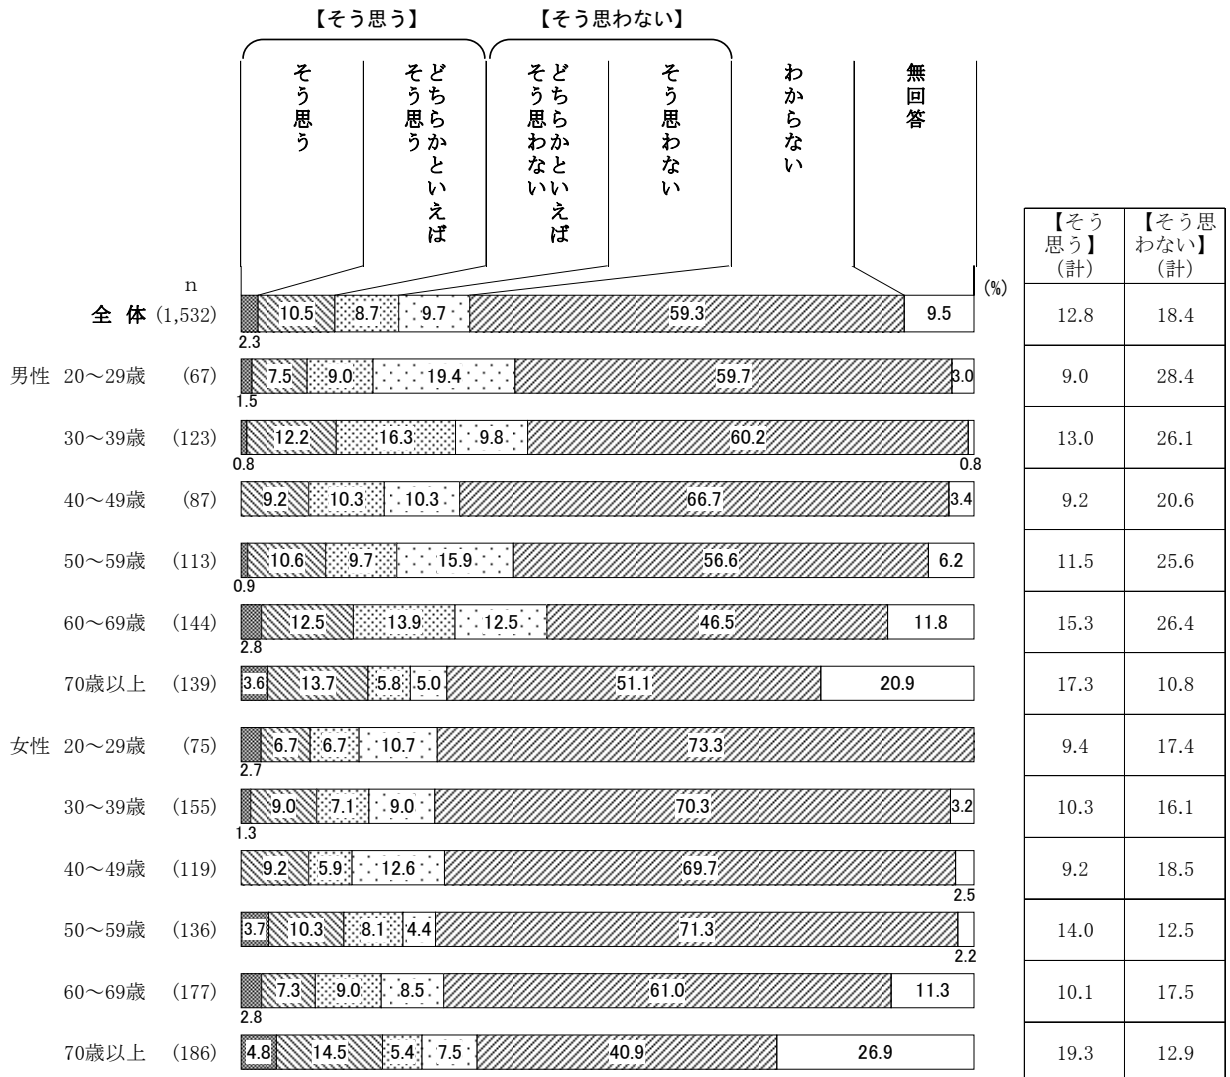 【そう思う】 【そう思わない】
そう思う
どちらかといえば
そう思う
どちらかといえば
そう思わない
そう思わない
わからない
無回答
【そう
思う】
(計)
【そう思
わない】
(計)
n
(%)
全 体 (1,532) 10.5 8.7 9.7 59.3 9.5 12.8 18.4
2.3
男性 20～29歳 (67) 7.5 9.0 19.4 59.7 3.0 9.0 28.4
1.5
30～39歳 (123) 12.2 16.3 9.8 60.2 13.0 26.1
0.8 0.8
40～49歳 (87) 9.2 10.3 10.3 66.7 3.4 9.2 20.6
50～59歳 (113) 10.6 9.7 15.9 56.6 6.2 11.5 25.6
0.9
60～69歳 (144) 12.5 13.9 12.5 46.5 11.8 15.3 26.4
2.8
70歳以上 (139) 3.6 13.7 5.8 5.0 51.1 20.9 17.3 10.8
女性 20～29歳 (75) 6.7 6.7 10.7 73.3 9.4 17.4
2.7
30～39歳 (155) 9.0 7.1 9.0 70.3 3.2 10.3 16.1
1.3
40～49歳 (119) 9.2 5.9 12.6 69.7 9.2 18.5
2.5
50～59歳 (136) 3.7 10.3 8.1 4.4 71.3 14.0 12.5
2.2
60～69歳 (177) 7.3 9.0 8.5 61.0 11.3 10.1 17.5
2.8
70歳以上 (186) 4.8 14.5 5.4 7.5 40.9 26.9 19.3 12.9